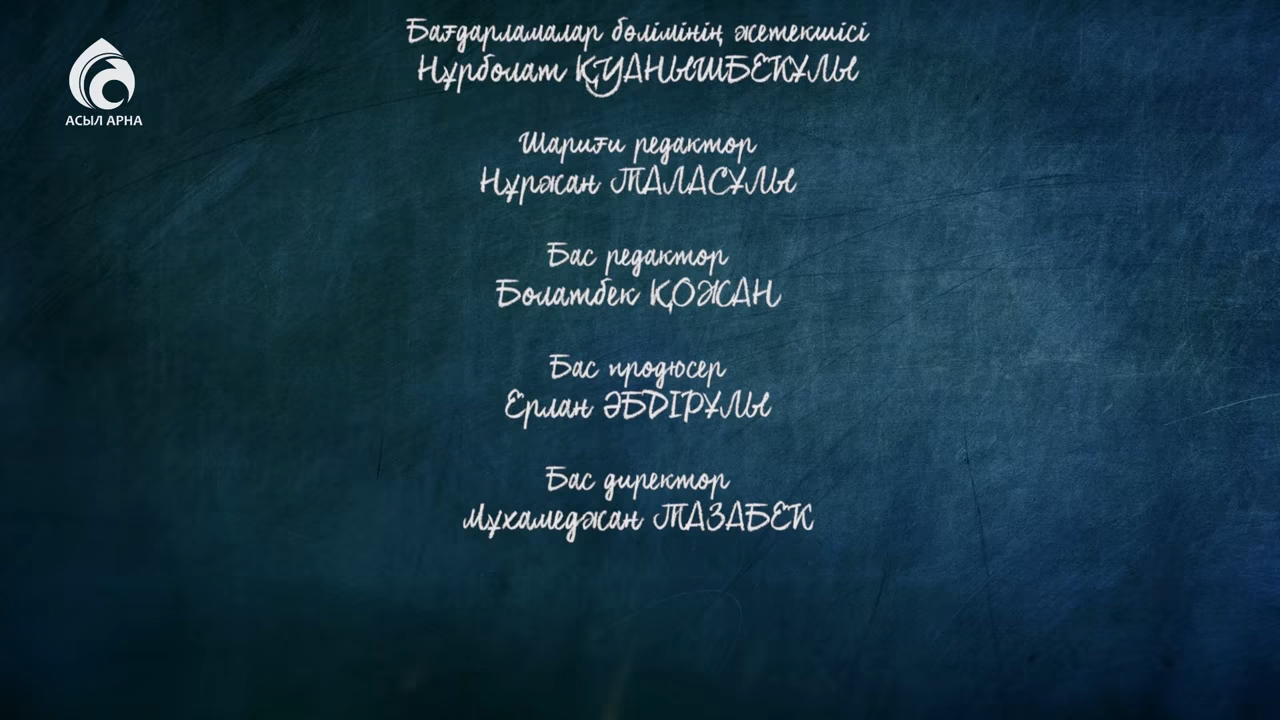 Бағдарламалар бөлімінің жетекшісі
Нұрболат ҚУАНЫШБЕКҰЛЫ
АСЫЛ АРНА
Шариғи редактор
Нұржан ТАЛАСҰЛЫ
Бас редактор
Болатбек ҚОЖАН
Бас продюсер
Ерлан ӘБДІРҰЛЫ
Бас директор
Мұхамеджан ТАЗАБЕК